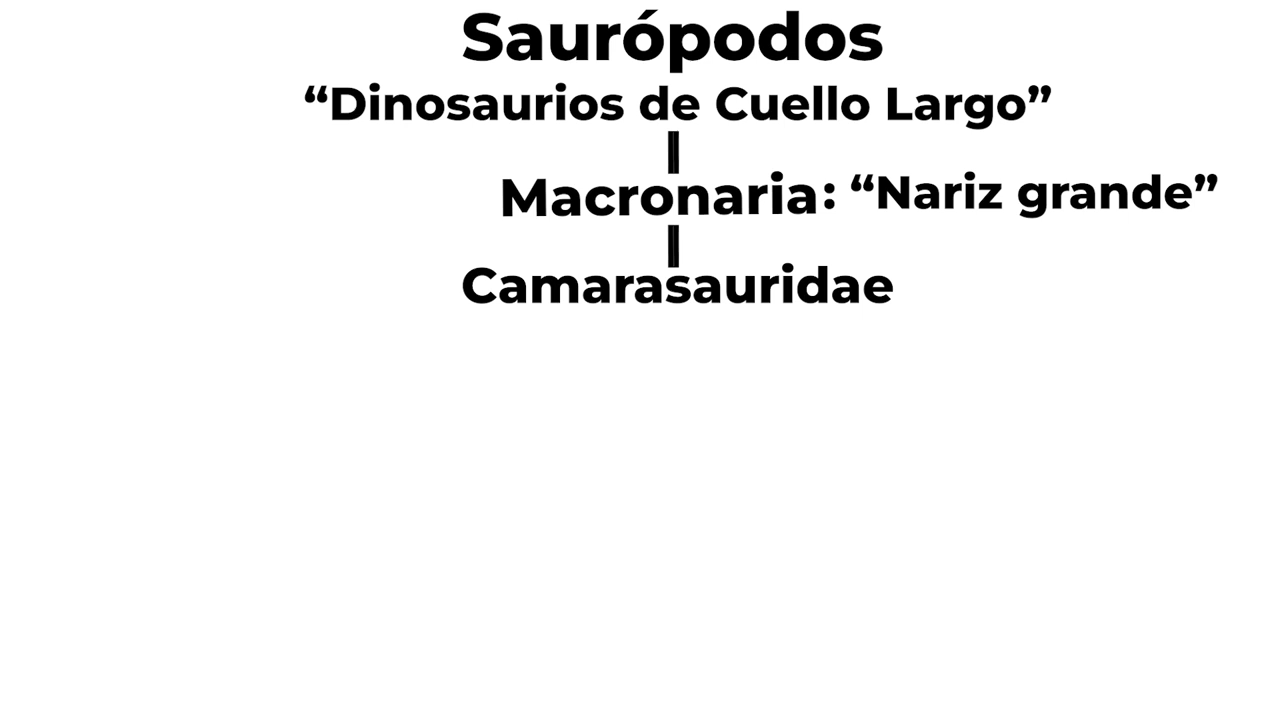 Saurópodos
“Dinosaurios de Cuello Largo”
Macronaria: “Nariz grande”
Camarasauridae